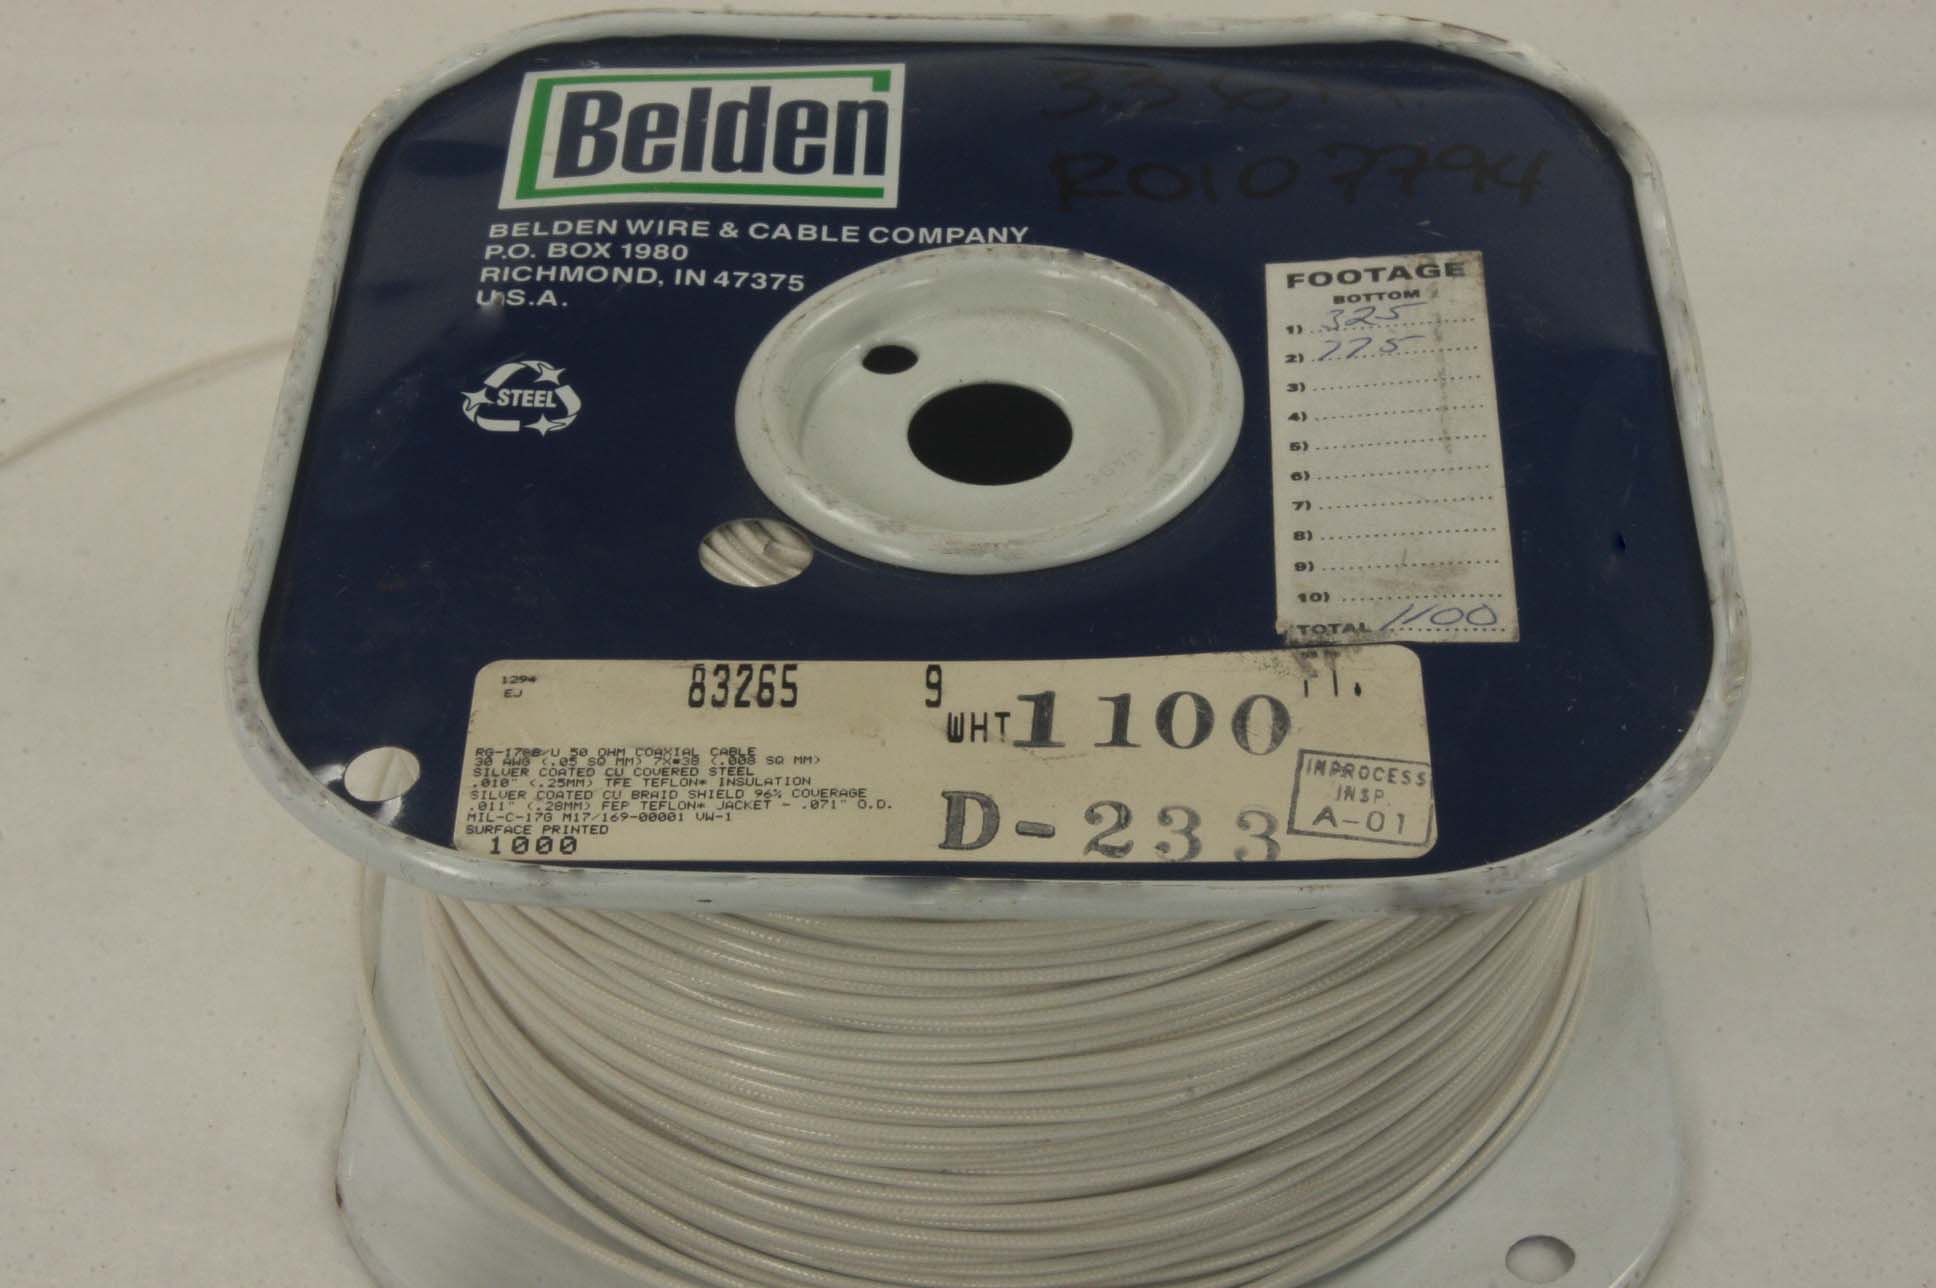 Belden
BELDEN WIRE & CABLE COMPANY
P.O. BOX 1980
RICHMOND, IN 47375
U.S.A.
STEEL
R0107794
FOOTAGE
BOTTOM
1) 325
2) 775
3)
4)
5)
6)
7)
8)
9)
10)
TOTAL 1100
1294
EJ
83265 9
WHT 1100 FT.
RG-178B/U 50 OHM COAXIAL CABLE
30 AWG (.05 SQ MM) 7X#38 (.008 SQ MM)
SILVER COATED CU COVERED STEEL
.010" (.25MM) TFE TEFLON* INSULATION
SILVER COATED CU BRAID SHIELD 96% COVERAGE
.011" (.28MM) FEP TEFLON* JACKET - .071" O.D.
MIL-C-17G M17/169-00001 VW-1
SURFACE PRINTED
1000
D-233
INPROCESS
INSP.
A-01